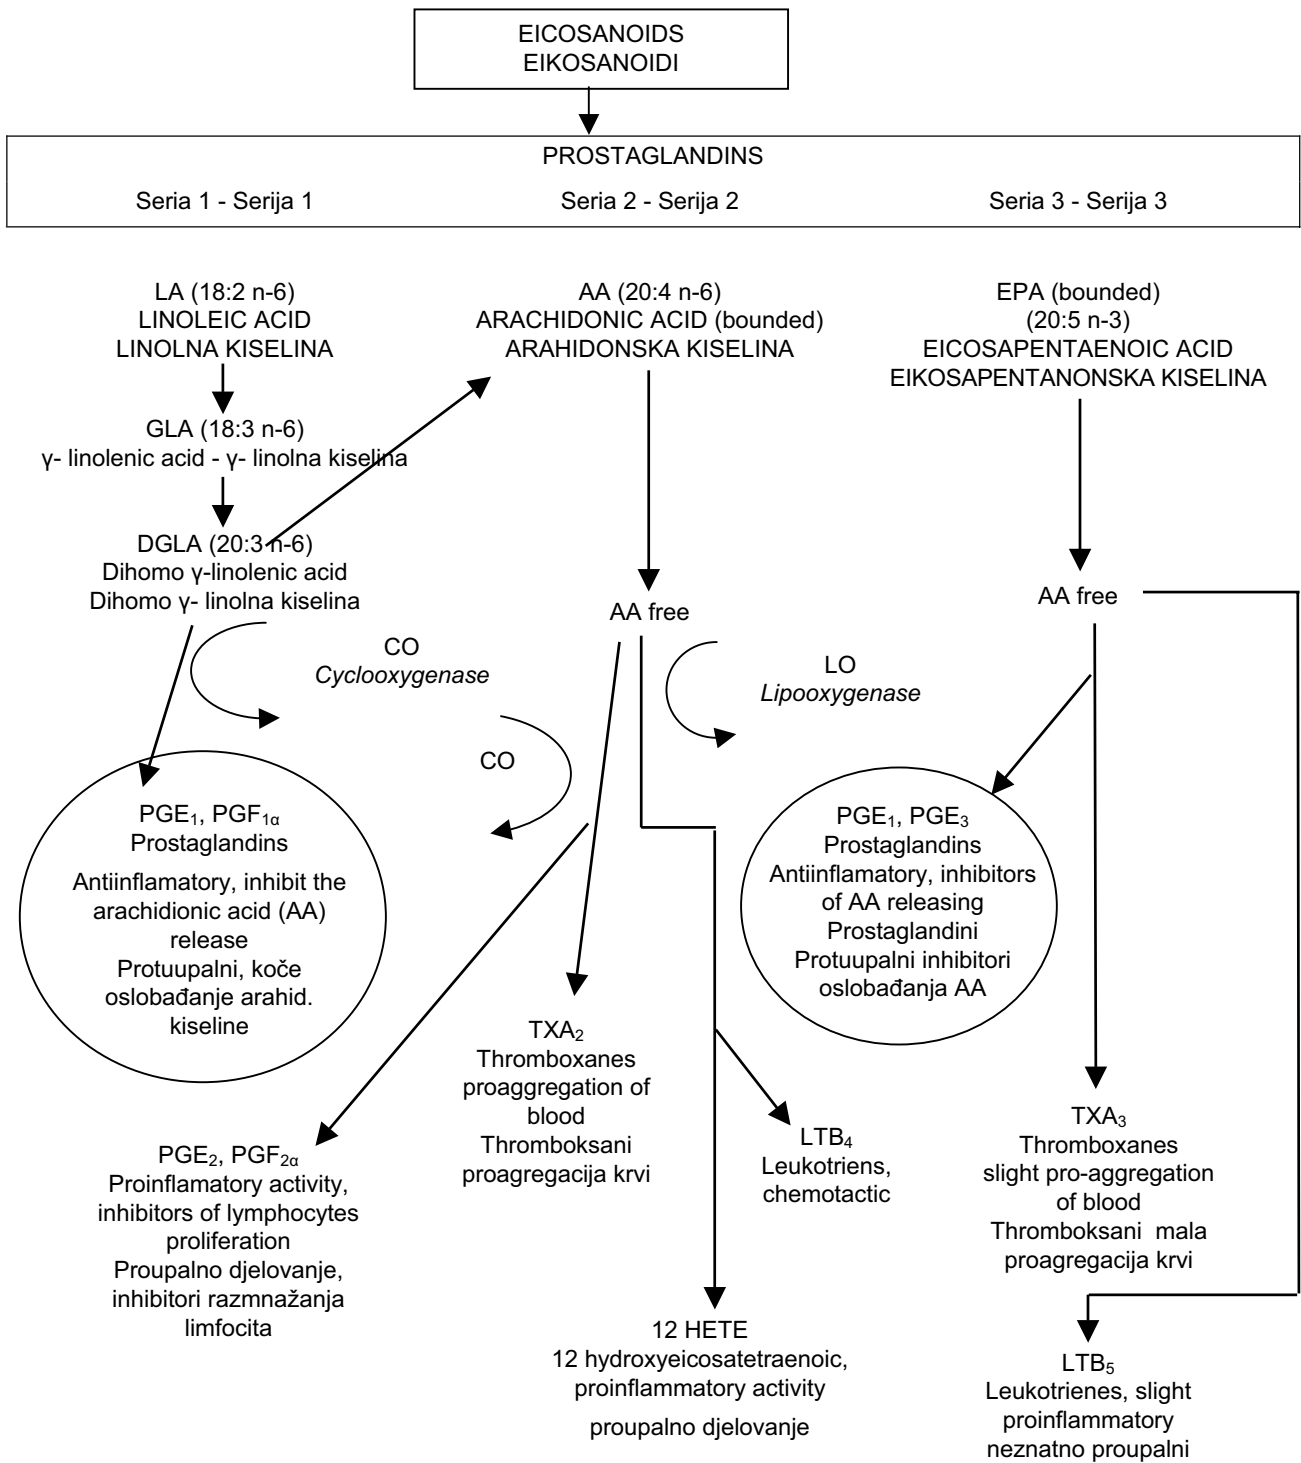 EICOSANOIDS
EIKOSANOIDI
PROSTAGLANDINS
Seria 1 - Serija 1
Seria 2 - Serija 2
Seria 3 - Serija 3
LA (18:2 n-6)
LINOLEIC ACID
LINOLNA KISELINA
GLA (18:3 n-6)
γ- linolenic acid - γ- linolna kiselina
DGLA (20:3 n-6)
Dihomo γ-linolenic acid
Dihomo γ- linolna kiselina
AA (20:4 n-6)
ARACHIDONIC ACID (bounded)
ARAHIDONSKA KISELINA
AA free
EPA (bounded)
(20:5 n-3)
EICOSAPENTAENOIC ACID
EIKOSAPENTANONSKA KISELINA
AA free
CO
Cyclooxygenase
CO
LO
Lipooxygenase
PGE₁, PGF₁α
Prostaglandins
Antiinflamatory, inhibit the
arachidionic acid (AA)
release
Protuupalni, koče
oslobađanje arahid.
kiseline
PGE₁, PGE₃
Prostaglandins
Antiinflamatory, inhibitors
of AA releasing
Prostaglandini
Protuupalni inhibitori
oslobađanja AA
PGE₂, PGF₂α
Proinflamatory activity,
inhibitors of lymphocytes
proliferation
Proupalno djelovanje,
inhibitori razmnažanja
limfocita
TXA₂
Thromboxanes
proaggregation of
blood
Thromboksani
proagregacija krvi
LTB₄
Leukotriens,
chemotactic
12 HETE
12 hydroxyeicosatetraenoic,
proinflammatory activity
proupalno djelovanje
TXA₃
Thromboxanes
slight pro-aggregation
of blood
Thromboksani mala
proagregacija krvi
LTB₅
Leukotrienes, slight
proinflammatory
neznatno proupalni